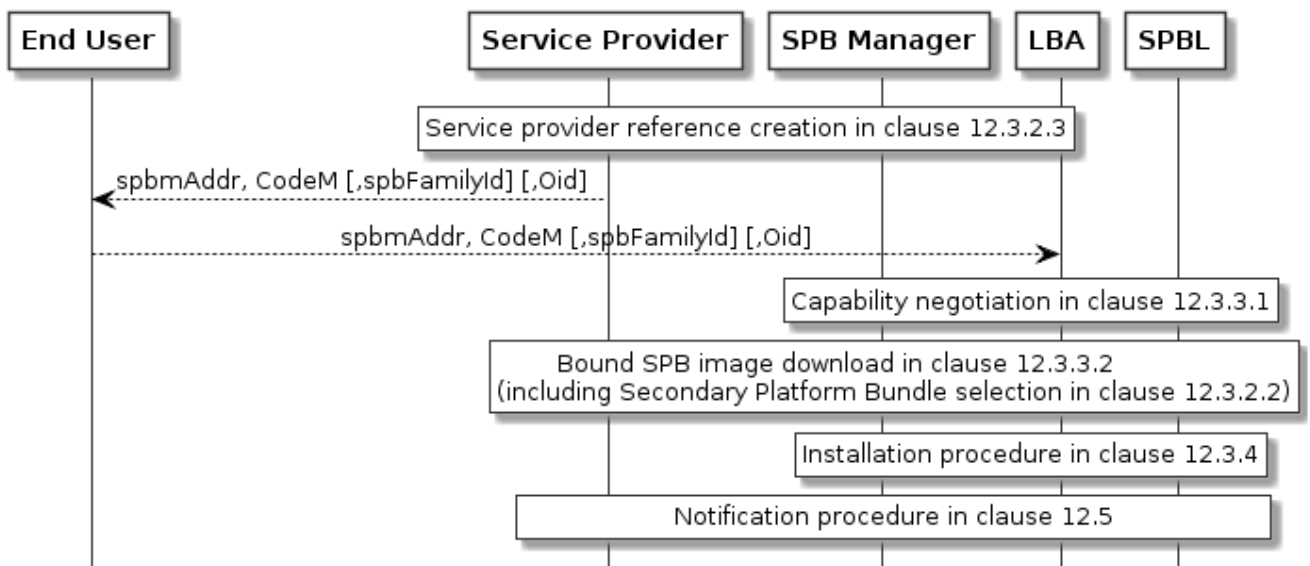 End User
Service Provider
SPB Manager
LBA
SPBL
Service provider reference creation in clause 12.3.2.3
spbmAddr, CodeM [,spbFamilyId] [,Oid]
spbmAddr, CodeM [,spbFamilyId] [,Oid]
Capability negotiation in clause 12.3.3.1
Bound SPB image download in clause 12.3.3.2
(including Secondary Platform Bundle selection in clause 12.3.2.2)
Installation procedure in clause 12.3.4
Notification procedure in clause 12.5